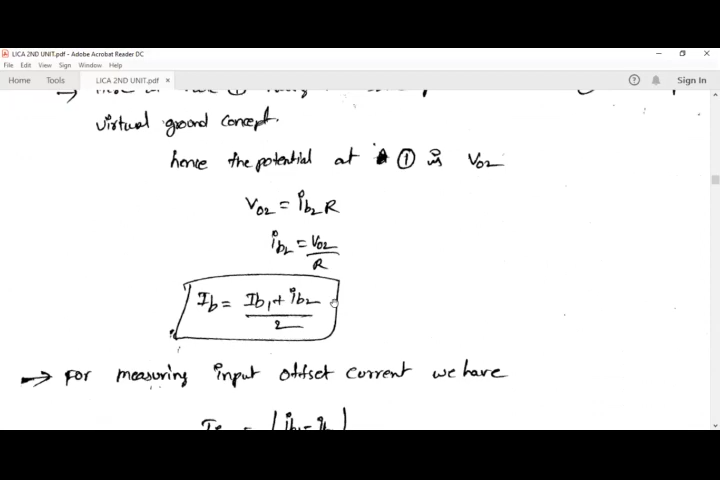 LICA 2ND UNIT.pdf - Adobe Acrobat Reader DC
File Edit View Sign Window Help
Home Tools LICA 2ND UNIT.pdf × Sign In
virtual ground concept.
hence the potential at ① is Vo2
Vo2 = ib2 R
ib2 = Vo2/R
Ib = Ib1 + ib2 / 2
→ For measuring input offset current we have